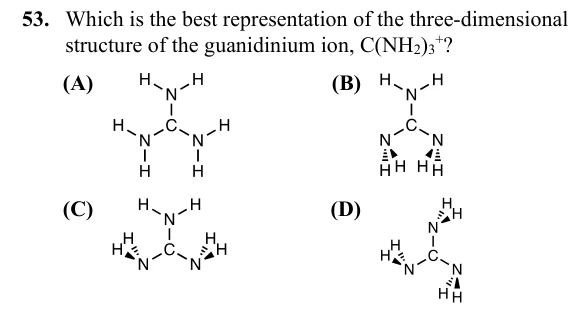 53. Which is the best representation of the three-dimensional
structure of the guanidinium ion, C(NH₂)₃⁺?
(A)
H H
N
H C H
N N
H H
(B)
H H
N
C
N N
H H H H
(C)
H H
N
H H C H H
N N
(D)
H H
N
H H C
N N
H H